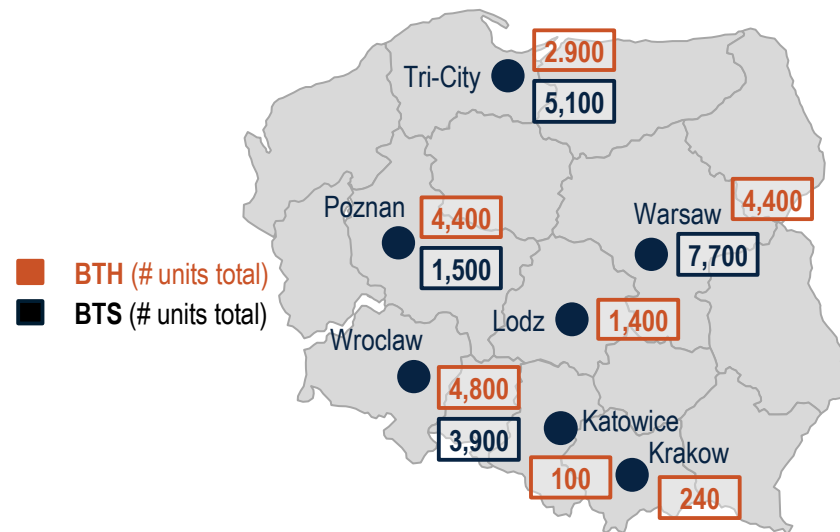 2.900
Tri-City
5,100
Poznan
4,400
1,500
Warsaw
4,400
7,700
BTH (# units total)
BTS (# units total)
Lodz
1,400
Wroclaw
4,800
3,900
Katowice
100
Krakow
240